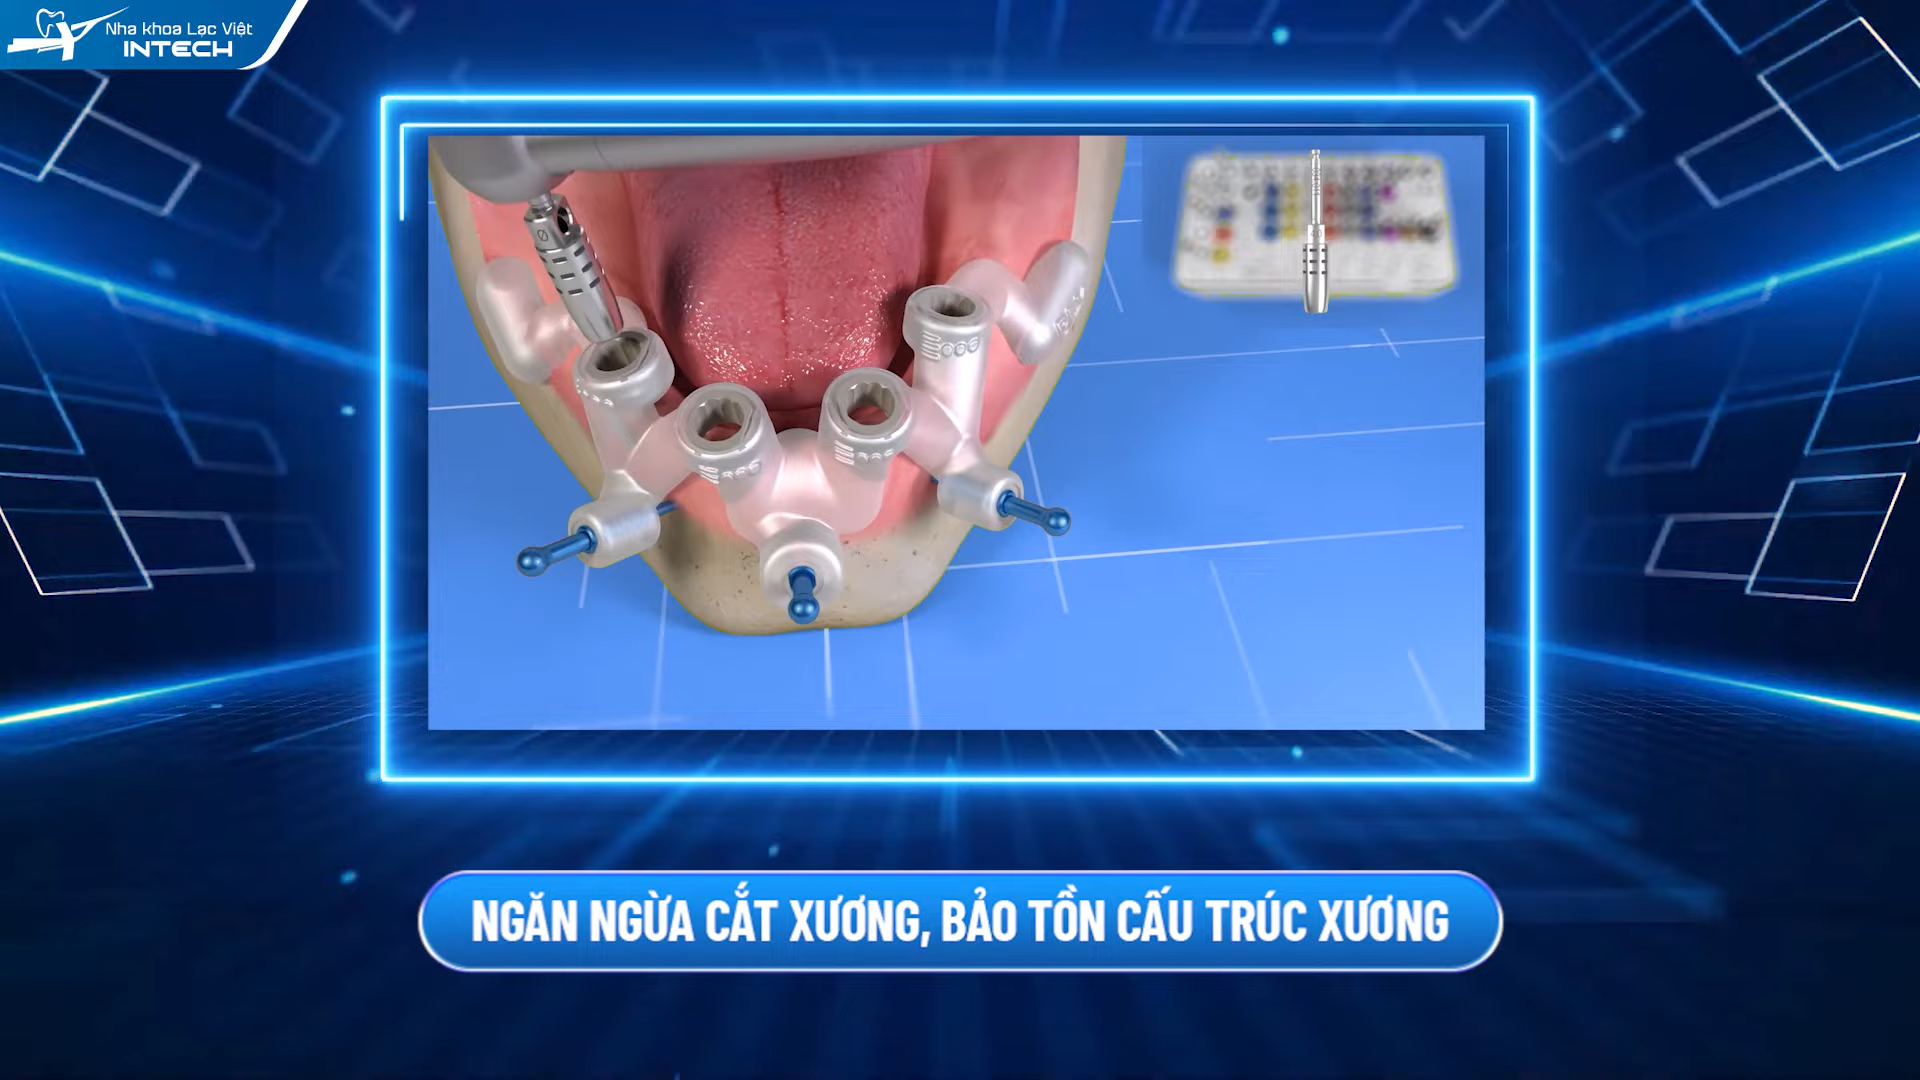 Nha khoa Lạc Việt
INTECH
NGĂN NGỪA CẮT XƯƠNG, BẢO TỒN CẤU TRÚC XƯƠNG